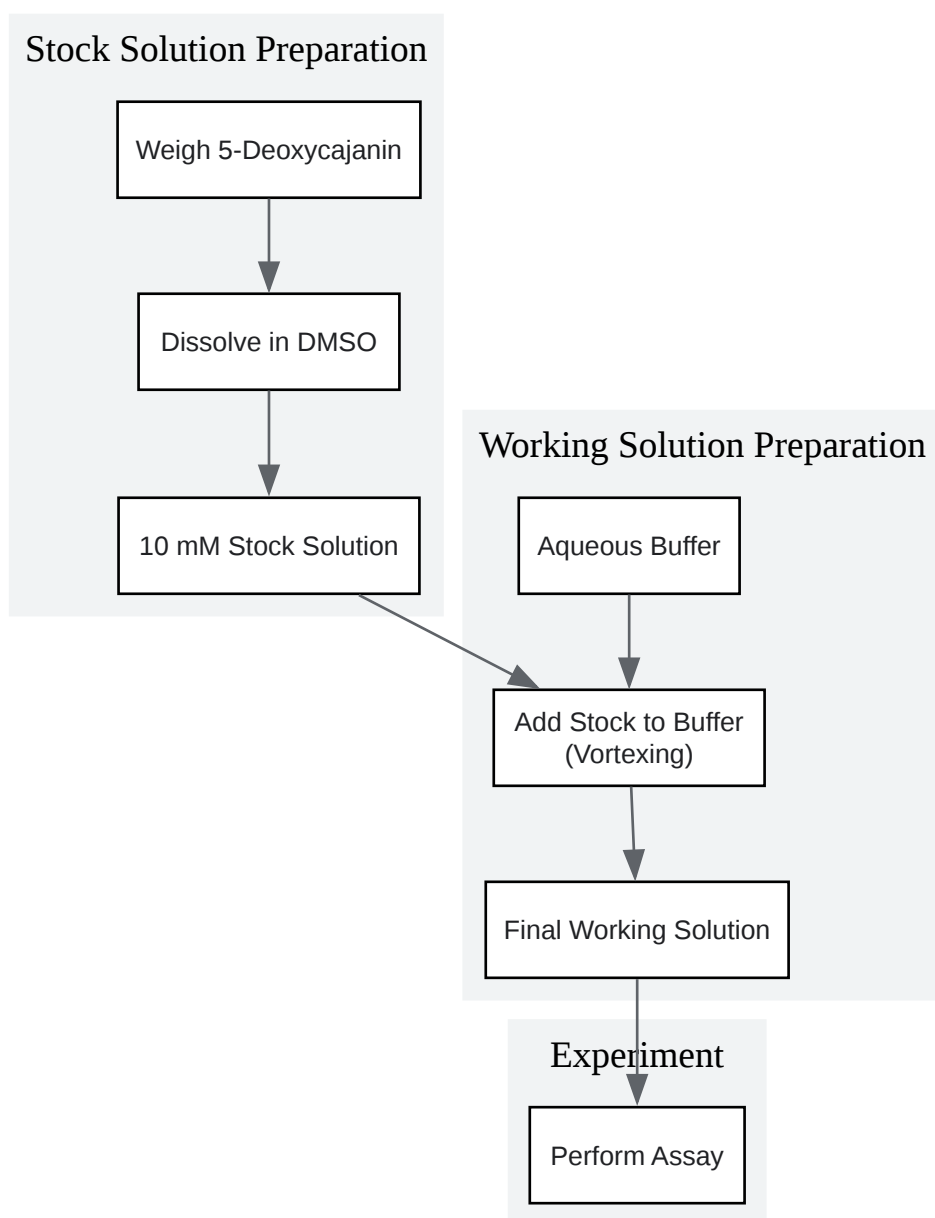 Stock Solution Preparation
Weigh 5-Deoxycajanin
Dissolve in DMSO
10 mM Stock Solution
Working Solution Preparation
Aqueous Buffer
Add Stock to Buffer
(Vortexing)
Final Working Solution
Experiment
Perform Assay